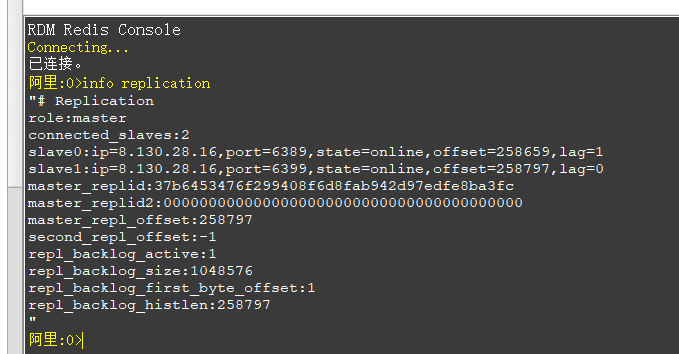 RDM Redis Console
Connecting...
已连接。
阿里:0>info replication
"# Replication
role:master
connected_slaves:2
slave0:ip=8.130.28.16,port=6389,state=online,offset=258659,lag=1
slave1:ip=8.130.28.16,port=6399,state=online,offset=258797,lag=0
master_replid:37b6453476f299408f6d8fab942d97edfe8ba3fc
master_replid2:0000000000000000000000000000000000000000
master_repl_offset:258797
second_repl_offset:-1
repl_backlog_active:1
repl_backlog_size:1048576
repl_backlog_first_byte_offset:1
repl_backlog_histlen:258797
"
阿里:0>